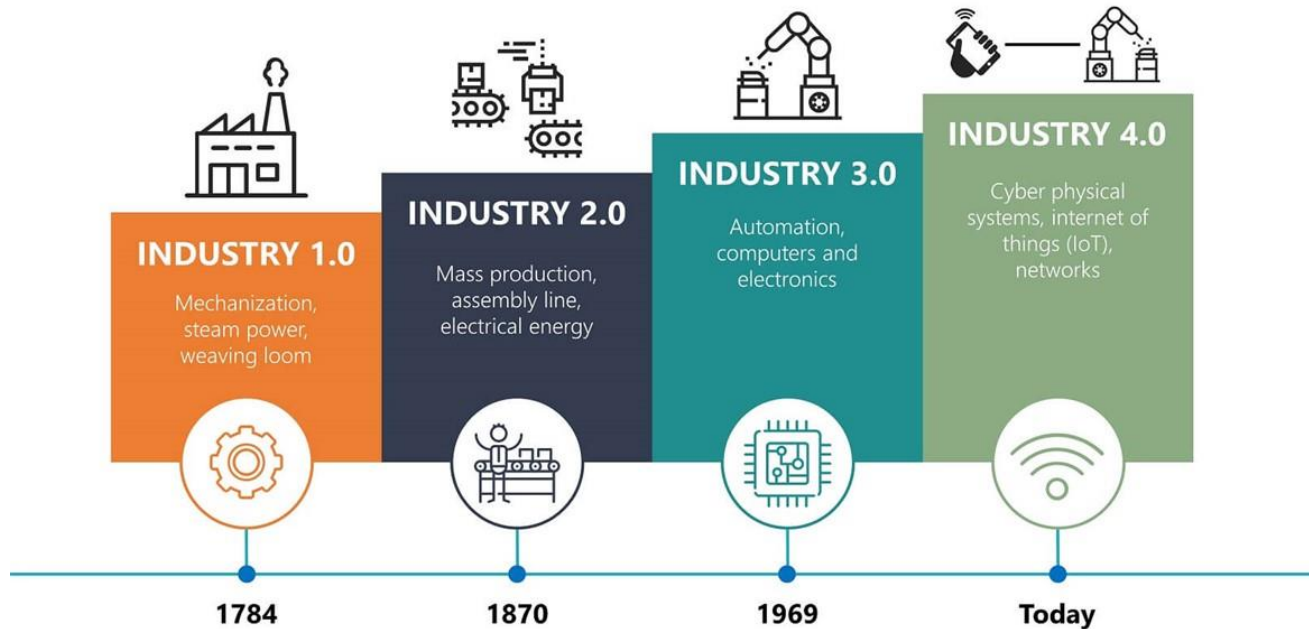 INDUSTRY 1.0
Mechanization,
steam power,
weaving loom
INDUSTRY 2.0
Mass production,
assembly line,
electrical energy
INDUSTRY 3.0
Automation,
computers and
electronics
INDUSTRY 4.0
Cyber physical
systems, internet of
things (IoT),
networks
1784
1870
1969
Today